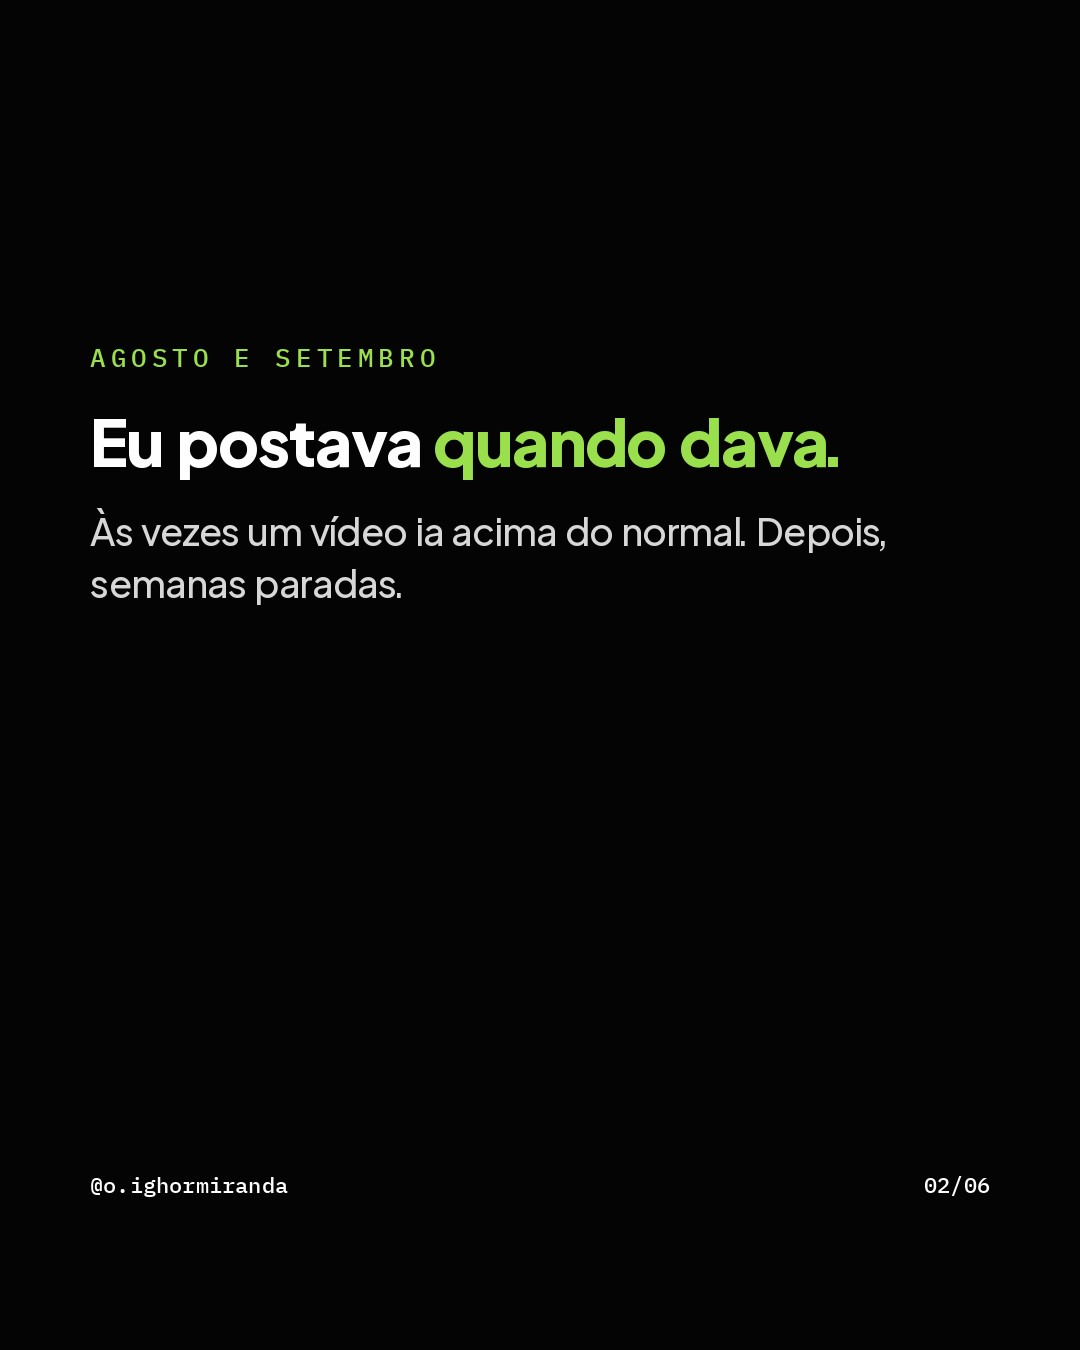 AGOSTO E SETEMBRO
Eu postava quando dava.
Às vezes um vídeo ia acima do normal. Depois,
semanas paradas.
@o.ighormiranda
02/06